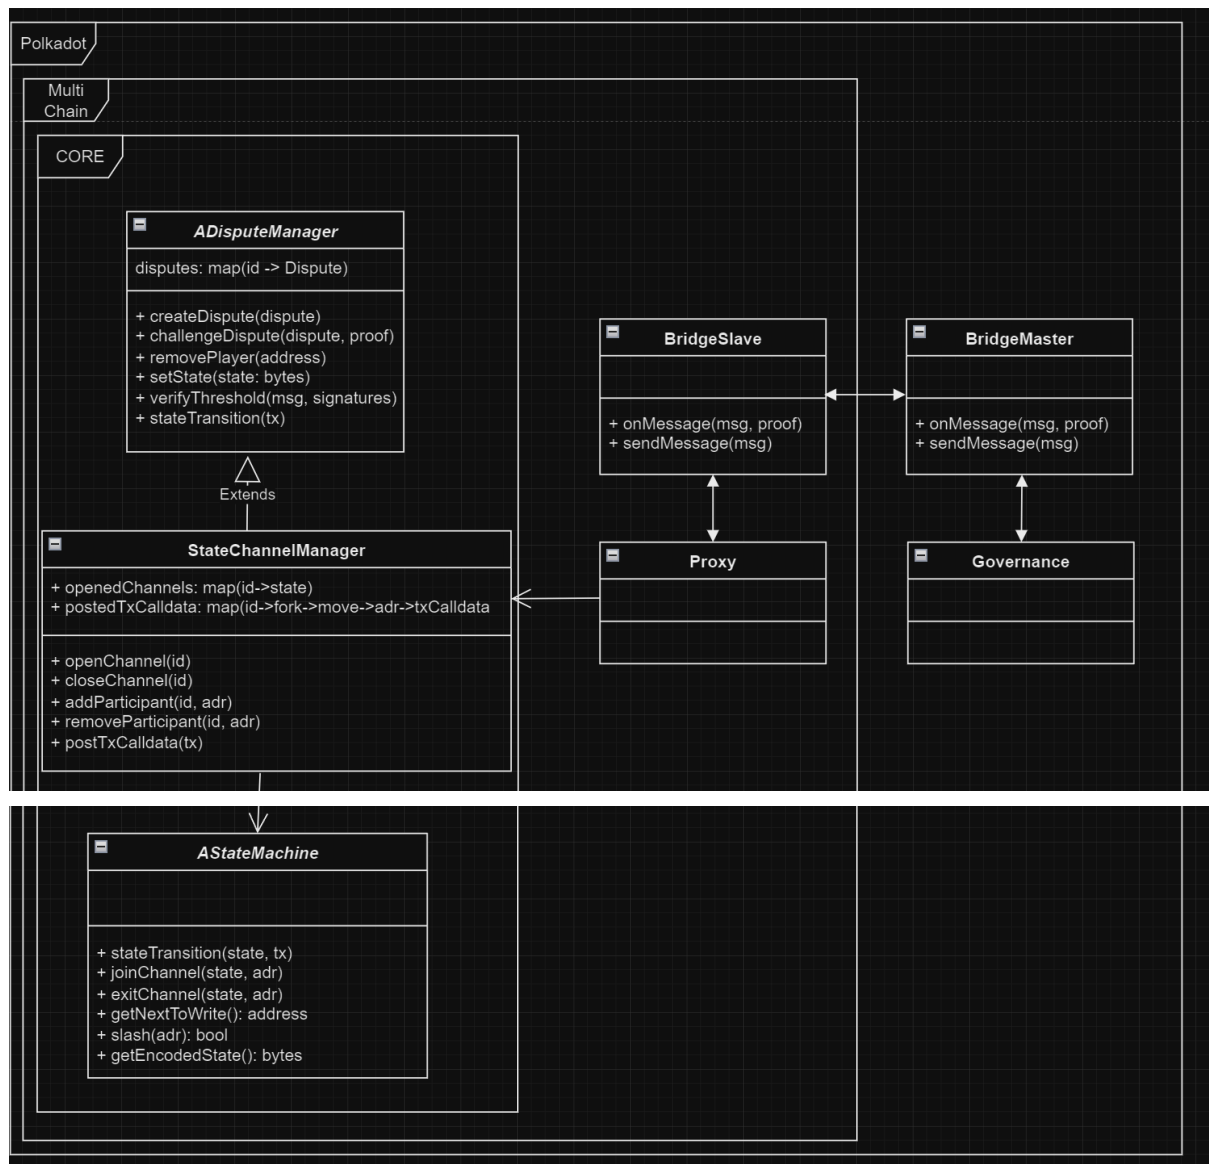 Polkadot
Multi
Chain
CORE
ADisputeManager
disputes: map(id -> Dispute)
+ createDispute(dispute)
+ challengeDispute(dispute, proof)
+ removePlayer(address)
+ setState(state: bytes)
+ verifyThreshold(msg, signatures)
+ stateTransition(tx)
Extends
StateChannelManager
+ openedChannels: map(id->state)
+ postedTxCalldata: map(id->fork->move->adr->txCalldata
+ openChannel(id)
+ closeChannel(id)
+ addParticipant(id, adr)
+ removeParticipant(id, adr)
+ postTxCalldata(tx)
BridgeSlave
+ onMessage(msg, proof)
+ sendMessage(msg)
BridgeMaster
+ onMessage(msg, proof)
+ sendMessage(msg)
Proxy
Governance
AStateMachine
+ stateTransition(state, tx)
+ joinChannel(state, adr)
+ exitChannel(state, adr)
+ getNextToWrite(): address
+ slash(adr): bool
+ getEncodedState(): bytes